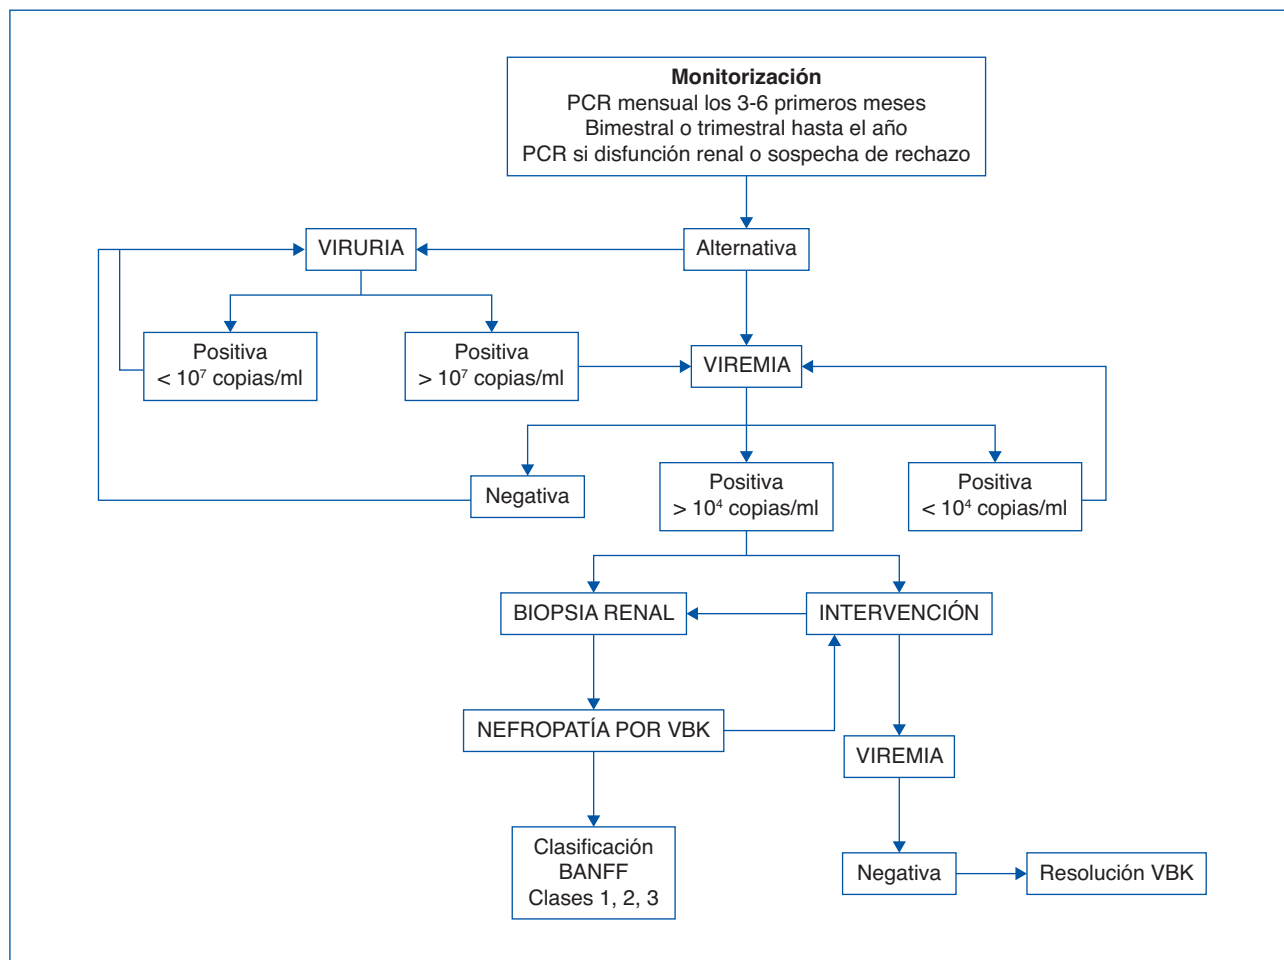 Monitorización
PCR mensual los 3-6 primeros meses
Bimestral o trimestral hasta el año
PCR si disfunción renal o sospecha de rechazo
VIRURIA
Alternativa
Positiva
< 10⁷ copias/ml
Positiva
> 10⁷ copias/ml
VIREMIA
Negativa
Positiva
> 10⁴ copias/ml
Positiva
< 10⁴ copias/ml
BIOPSIA RENAL
INTERVENCIÓN
NEFROPATÍA POR VBK
VIREMIA
Clasificación
BANFF
Clases 1, 2, 3
Negativa
Resolución VBK